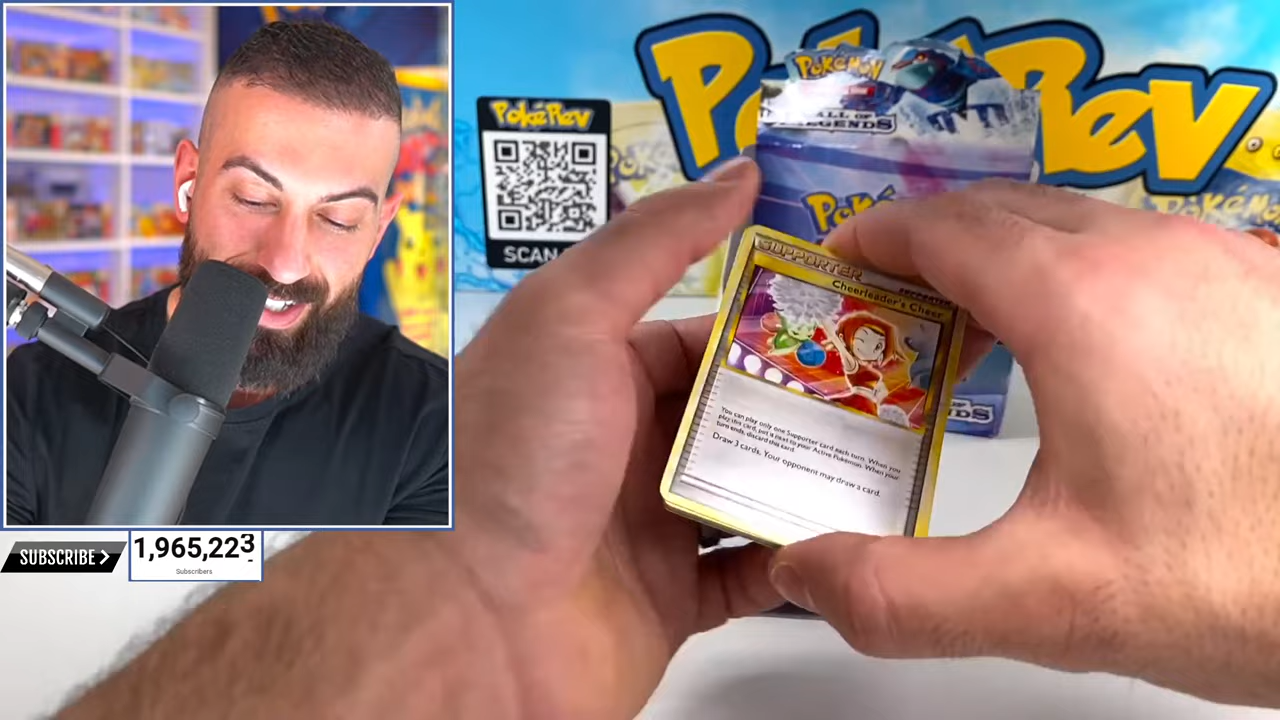 PokéRev
SCAN
PokéRev
Pokémon
CALL OF
LEGENDS
Poké
SUPPORTER
SUPPORTER
Cheerleader's Cheer
You can play only one Supporter card each turn. When you
play this card, put it next to your Active Pokémon. When your
turn ends, discard this card.
Draw 3 cards. Your opponent may draw a card.
SUBSCRIBE
1,965,223
Subscribers